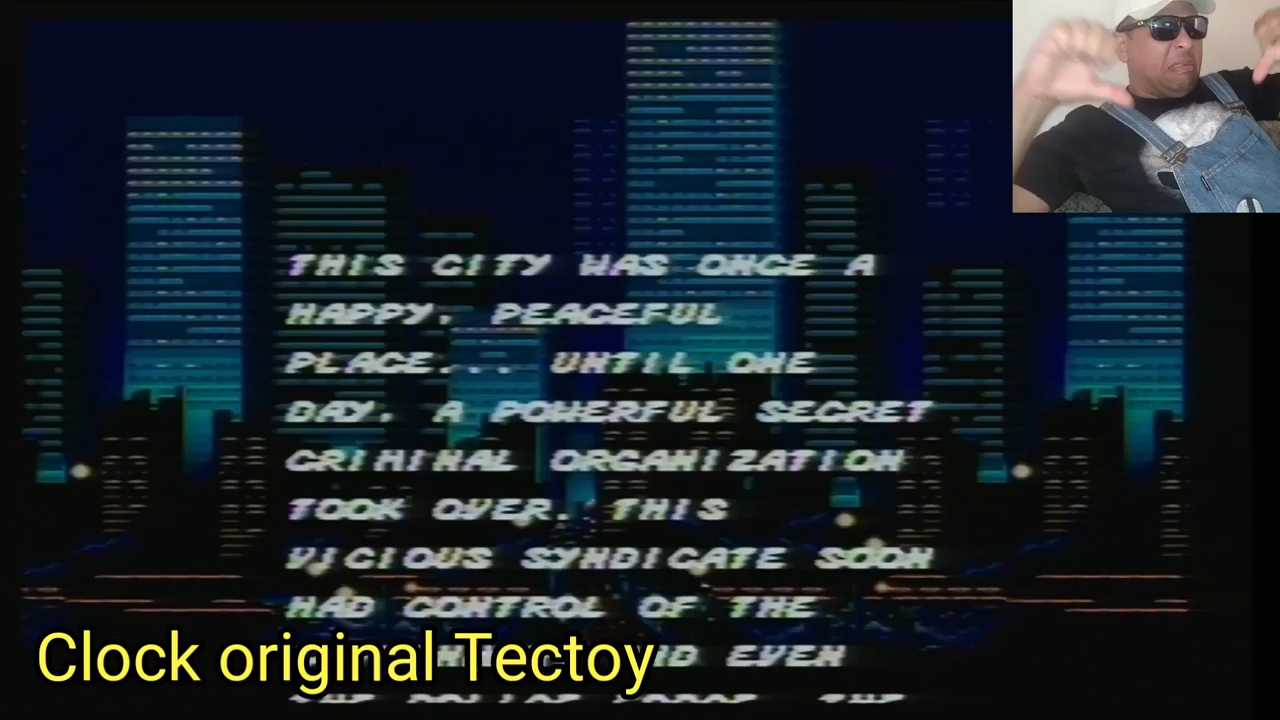 THIS CITY WAS ONCE A
HAPPY, PEACEFUL
PLACE... UNTIL ONE
DAY, A POWERFUL SECRET
CRIMINAL ORGANIZATION
TOOK OVER. THIS
VICIOUS SYNDICATE SOON
HAD CONTROL OF THE
EVEN
Clock original Tectoy